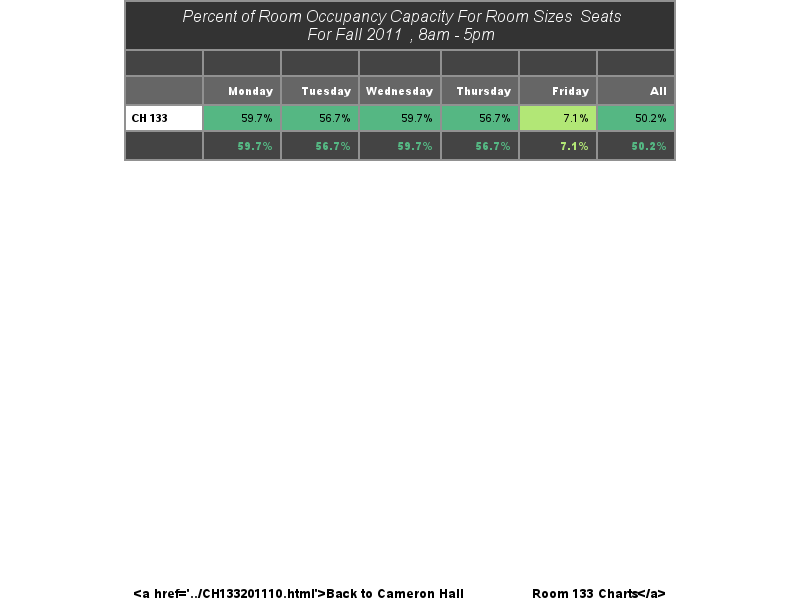 Percent of Room Occupancy Capacity For Room Sizes  Seats
For Fall 2011  , 8am - 5pm
Monday Tuesday Wednesday Thursday Friday All
CH 133 59.7% 56.7% 59.7% 56.7% 7.1% 50.2%
59.7% 56.7% 59.7% 56.7% 7.1% 50.2%
<a href='../CH133201110.html'>Back to Cameron Hall Room 133 Charts</a>